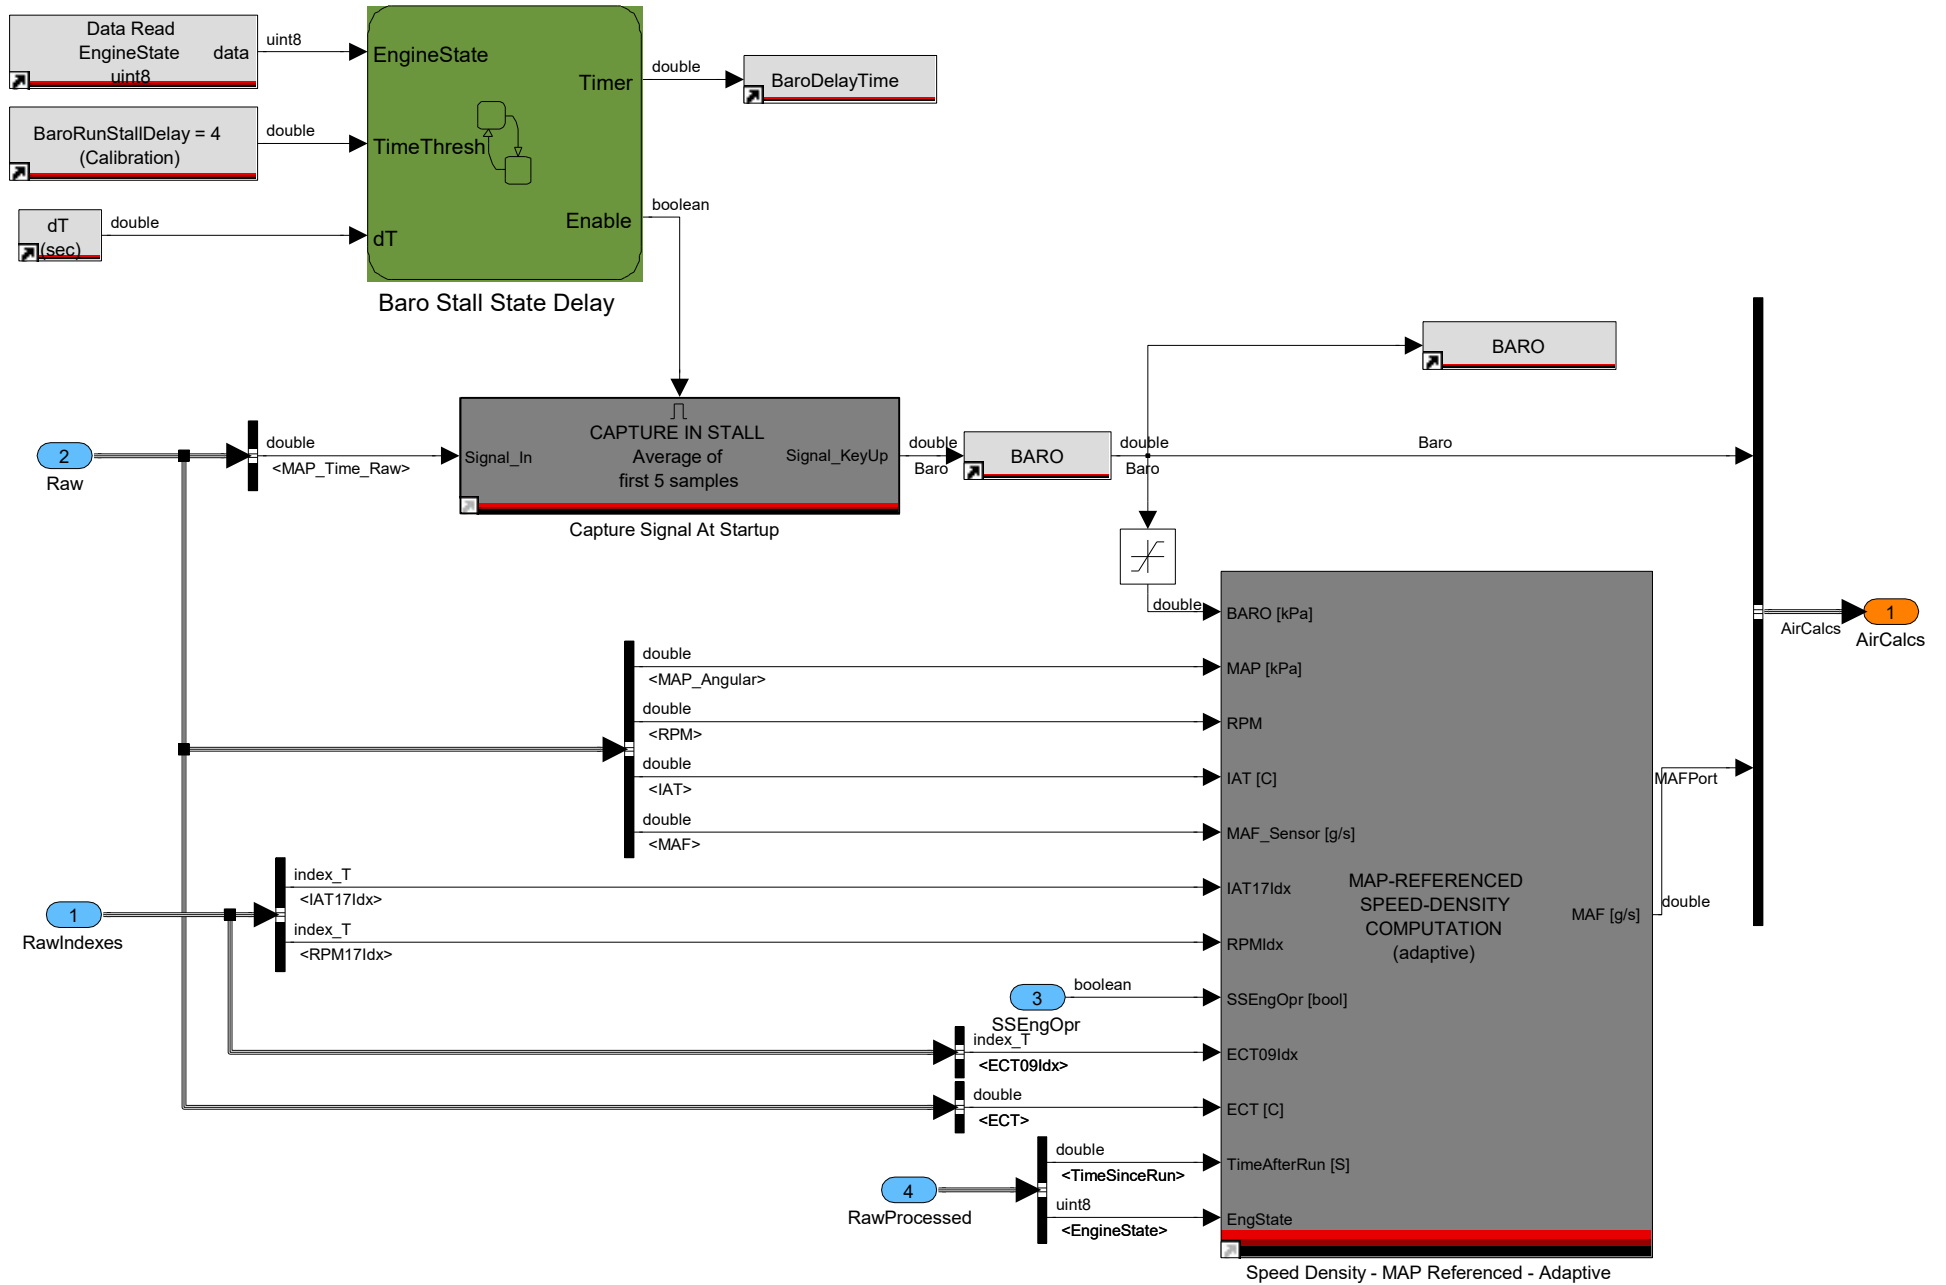 Data Read
EngineState
uint8
data
uint8
EngineState
BaroRunStallDelay = 4
(Calibration)
double
TimeThresh
dT
(sec)
double
dT
Timer
double
BaroDelayTime
Enable
boolean
Baro Stall State Delay
BARO
2
Raw
double
<MAP_Time_Raw>
Signal_In
CAPTURE IN STALL
Average of
first 5 samples
Signal_KeyUp
Capture Signal At Startup
double
Baro
BARO
double
Baro
Baro
double
BARO [kPa]
double
<MAP_Angular>
MAP [kPa]
double
<RPM>
RPM
double
<IAT>
IAT [C]
double
<MAF>
MAF_Sensor [g/s]
1
RawIndexes
index_T
<IAT17Idx>
IAT17Idx
index_T
<RPM17Idx>
RPMIdx
MAP-REFERENCED
SPEED-DENSITY
COMPUTATION
(adaptive)
MAF [g/s]
double
MAFPort
AirCalcs
1
AirCalcs
3
SSEngOpr
boolean
SSEngOpr [bool]
index_T
<ECT09Idx>
ECT09Idx
double
<ECT>
ECT [C]
4
RawProcessed
double
<TimeSinceRun>
TimeAfterRun [S]
uint8
<EngineState>
EngState
Speed Density - MAP Referenced - Adaptive